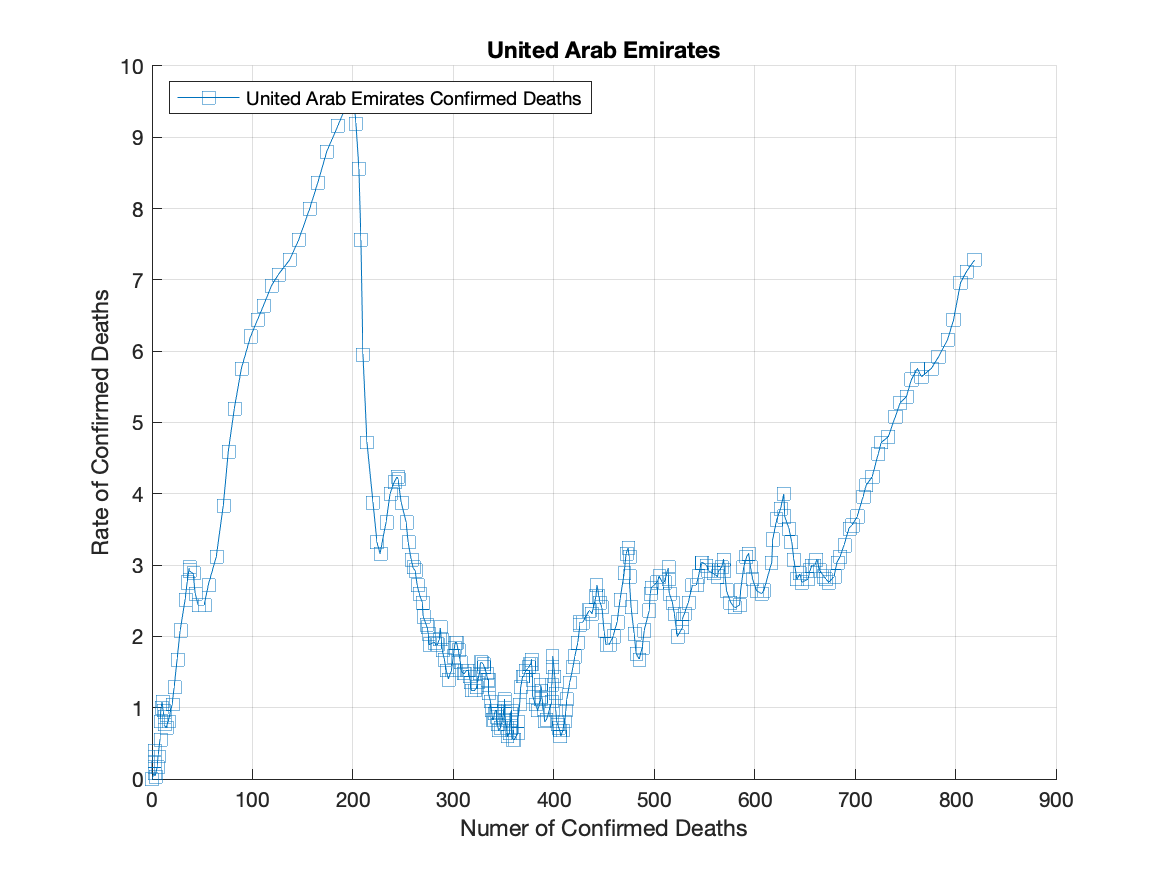 United Arab Emirates
United Arab Emirates Confirmed Deaths
Rate of Confirmed Deaths
10
9
8
7
6
5
4
3
2
1
0
0 100 200 300 400 500 600 700 800 900
Numer of Confirmed Deaths